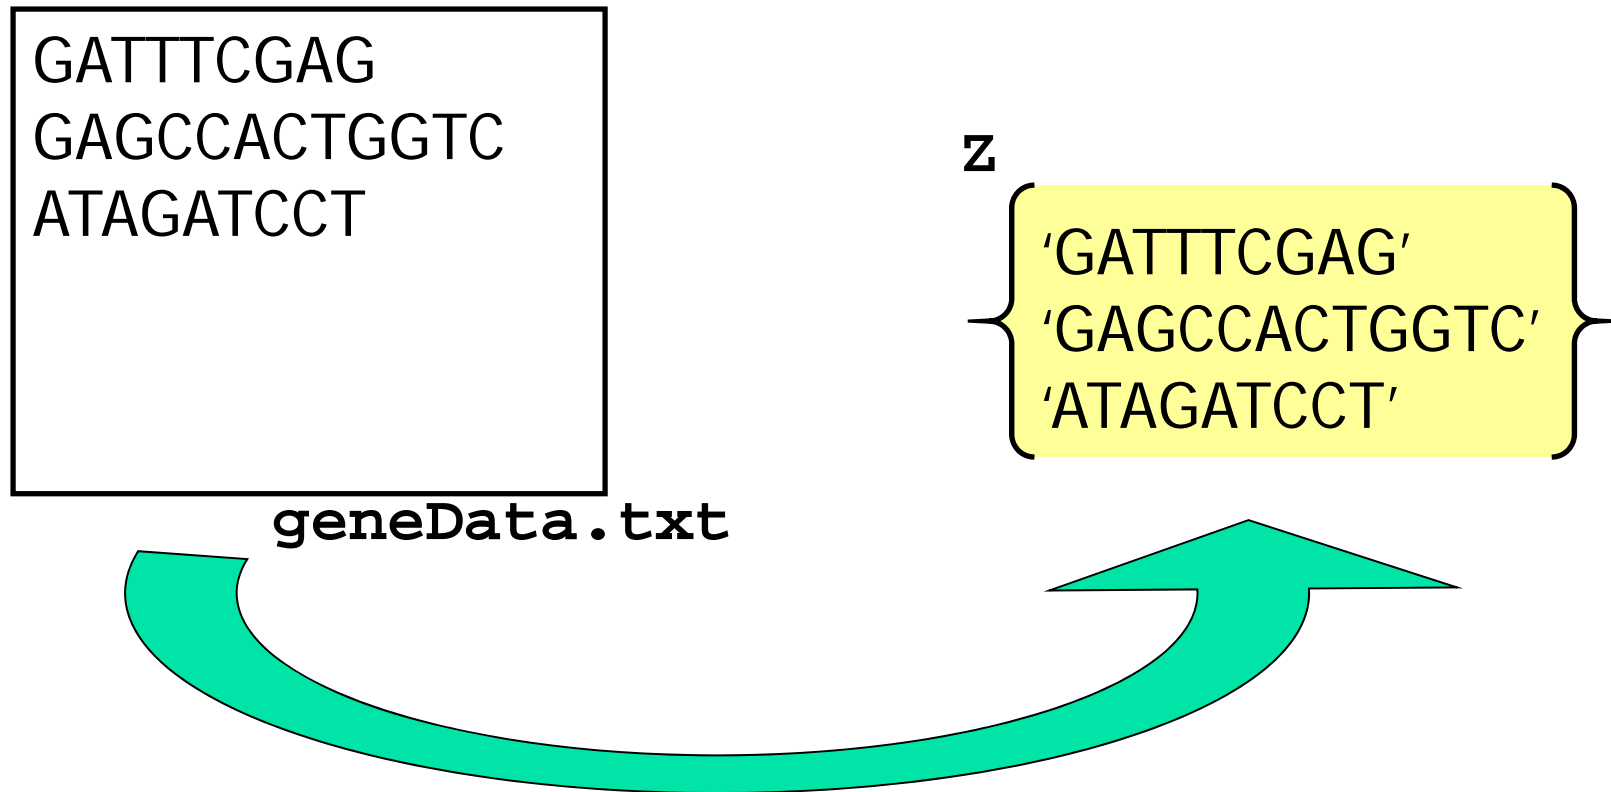 GATTTCGAG
GAGCCACTGGTC
ATAGATCCT
geneData.txt
Z
‘GATTTCGAG’
‘GAGCCACTGGTC’
‘ATAGATCCT’